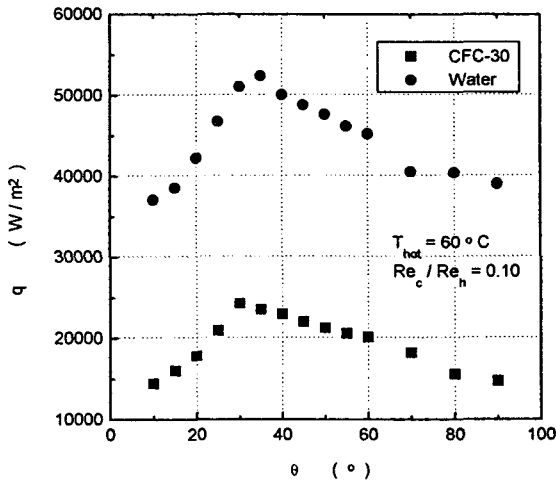 60000
50000
40000
30000
20000
10000
q ( W / m² )
CFC-30
Water
T_hot = 60 ° C
Re_c / Re_h = 0.10
0 20 40 60 80 100
θ ( ° )